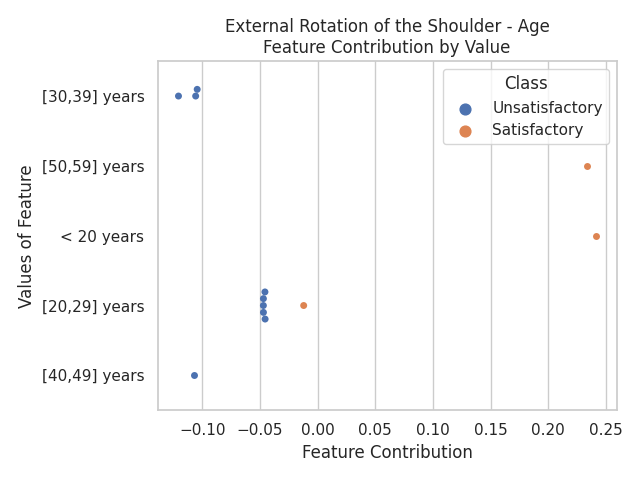 External Rotation of the Shoulder - Age
Feature Contribution by Value
Class
Unsatisfactory
Satisfactory
Values of Feature
[30,39] years
[50,59] years
< 20 years
[20,29] years
[40,49] years
−0.10 −0.05 0.00 0.05 0.10 0.15 0.20 0.25
Feature Contribution